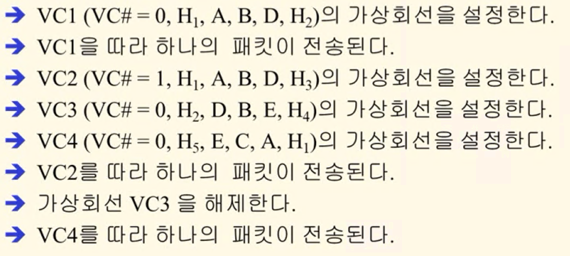 ➔ VC1 (VC# = 0, H₁, A, B, D, H₂)의 가상회선을 설정한다.
➔ VC1을 따라 하나의 패킷이 전송된다.
➔ VC2 (VC# = 1, H₁, A, B, D, H₃)의 가상회선을 설정한다.
➔ VC3 (VC# = 0, H₂, D, B, E, H₄)의 가상회선을 설정한다.
➔ VC4 (VC# = 0, H₅, E, C, A, H₁)의 가상회선을 설정한다.
➔ VC2를 따라 하나의 패킷이 전송된다.
➔ 가상회선 VC3 을 해제한다.
➔ VC4를 따라 하나의 패킷이 전송된다.